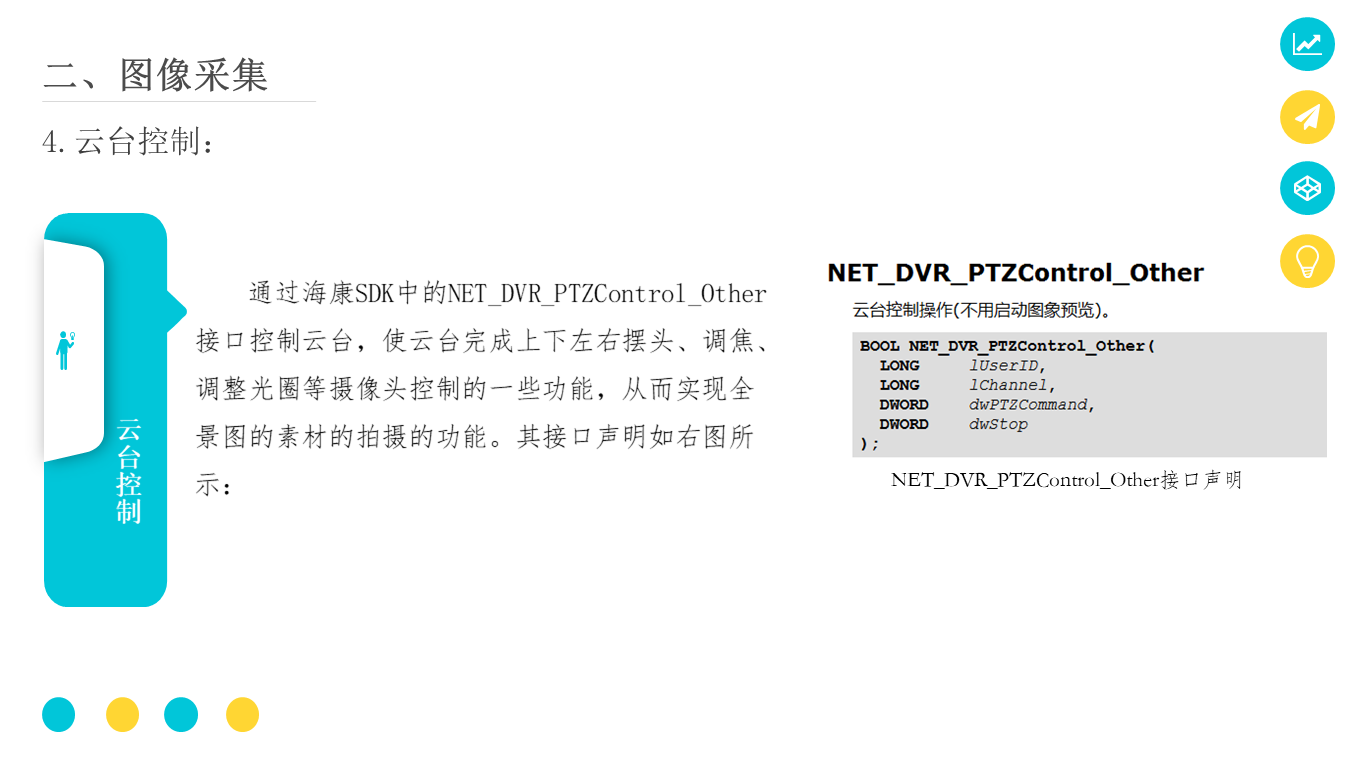 二、图像采集
4. 云台控制：
云台控制
通过海康SDK中的NET_DVR_PTZControl_Other
接口控制云台，使云台完成上下左右摆头、调焦、
调整光圈等摄像头控制的一些功能，从而实现全
景图的素材的拍摄的功能。其接口声明如右图所
示：
NET_DVR_PTZControl_Other
云台控制操作(不用启动图象预览)。
BOOL NET_DVR_PTZControl_Other(
LONG lUserID,
LONG lChannel,
DWORD dwPTZCommand,
DWORD dwStop
);
NET_DVR_PTZControl_Other接口声明